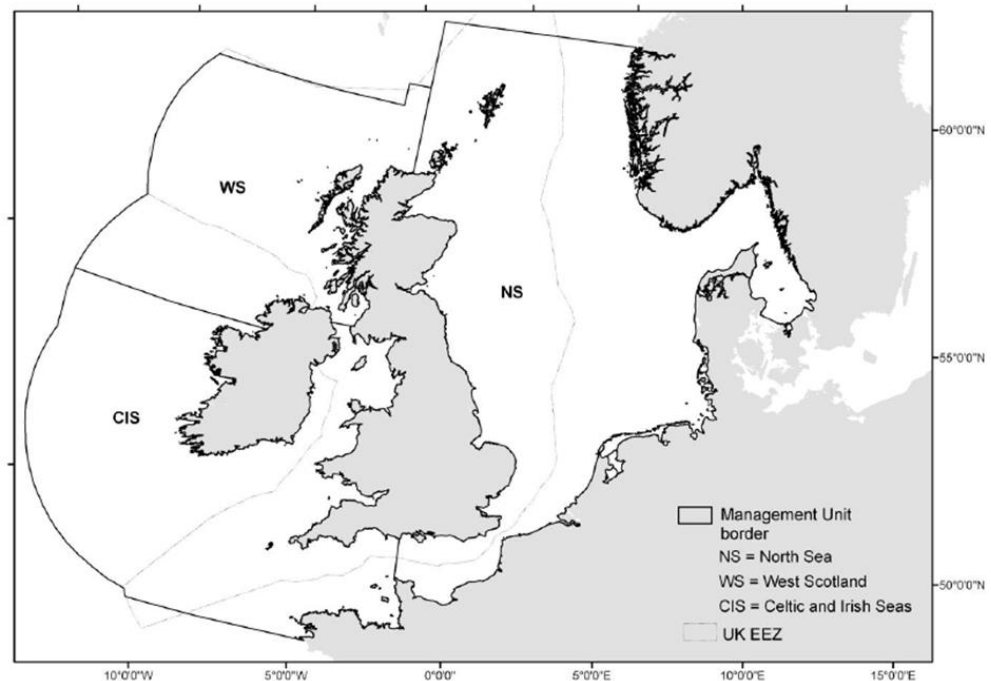 WS
NS
CIS
60°0'0"N
55°0'0"N
50°0'0"N
Management Unit
border
NS = North Sea
WS = West Scotland
CIS = Celtic and Irish Seas
UK EEZ
10°0'0"W
5°0'0"W
0°0'0"
5°0'0"E
10°0'0"E
15°0'0"E